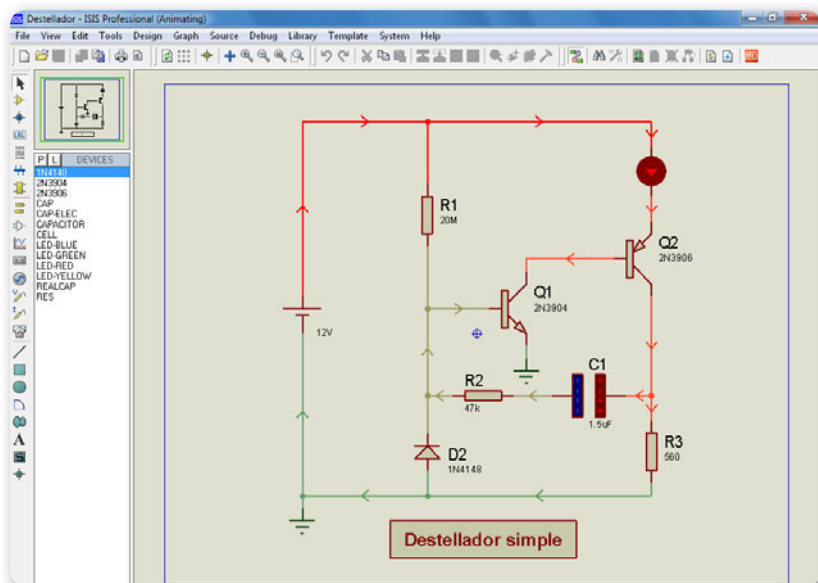 Destellador - ISIS Professional (Animating)
File View Edit Tools Design Graph Source Debug Library Template System Help
P L DEVICES
1N4148
2N3904
2N3906
CAP
CAP-ELEC
CAPACITOR
CELL
LED-BLUE
LED-GREEN
LED-RED
LED-YELLOW
REALCAP
RES
R1
20M
Q2
2N3906
Q1
2N3904
12V
C1
1.5uF
R2
47k
R3
560
D2
1N4148
Destellador simple